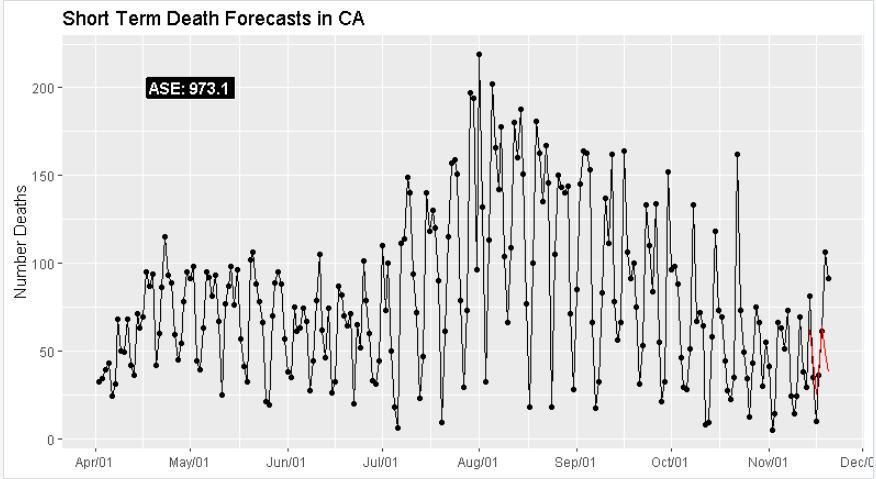 Short Term Death Forecasts in CA
ASE: 973.1
Number Deaths
200
150
100
50
0
Apr/01 May/01 Jun/01 Jul/01 Aug/01 Sep/01 Oct/01 Nov/01 Dec/0